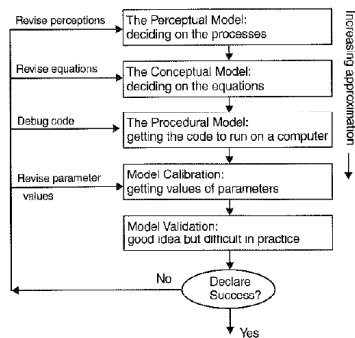 Revise perceptions
The Perceptual Model:
deciding on the processes
Revise equations
The Conceptual Model:
deciding on the equations
Debug code
The Procedural Model:
getting the code to run on a computer
Revise parameter
values
Model Calibration:
getting values of parameters
Model Validation:
good idea but difficult in practice
No
Declare
Success?
Yes
Increasing approximation